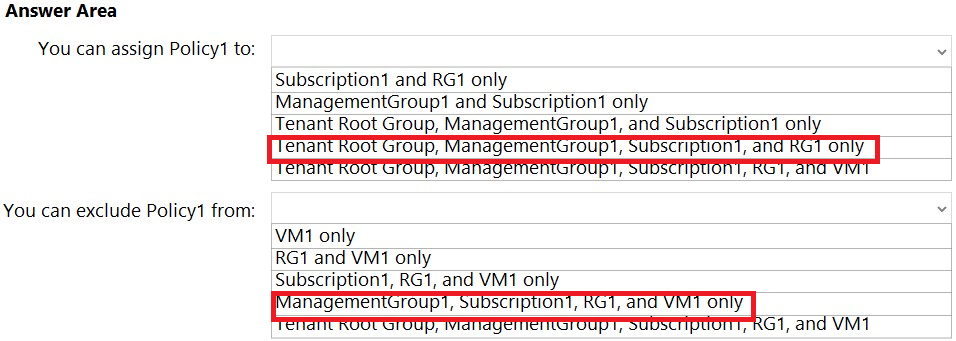 Answer Area
You can assign Policy1 to:
Subscription1 and RG1 only
ManagementGroup1 and Subscription1 only
Tenant Root Group, ManagementGroup1, and Subscription1 only
Tenant Root Group, ManagementGroup1, Subscription1, and RG1 only
Tenant Root Group, ManagementGroup1, Subscription1, RG1, and VM1
You can exclude Policy1 from:
VM1 only
RG1 and VM1 only
Subscription1, RG1, and VM1 only
ManagementGroup1, Subscription1, RG1, and VM1 only
Tenant Root Group, ManagementGroup1, Subscription1, RG1, and VM1